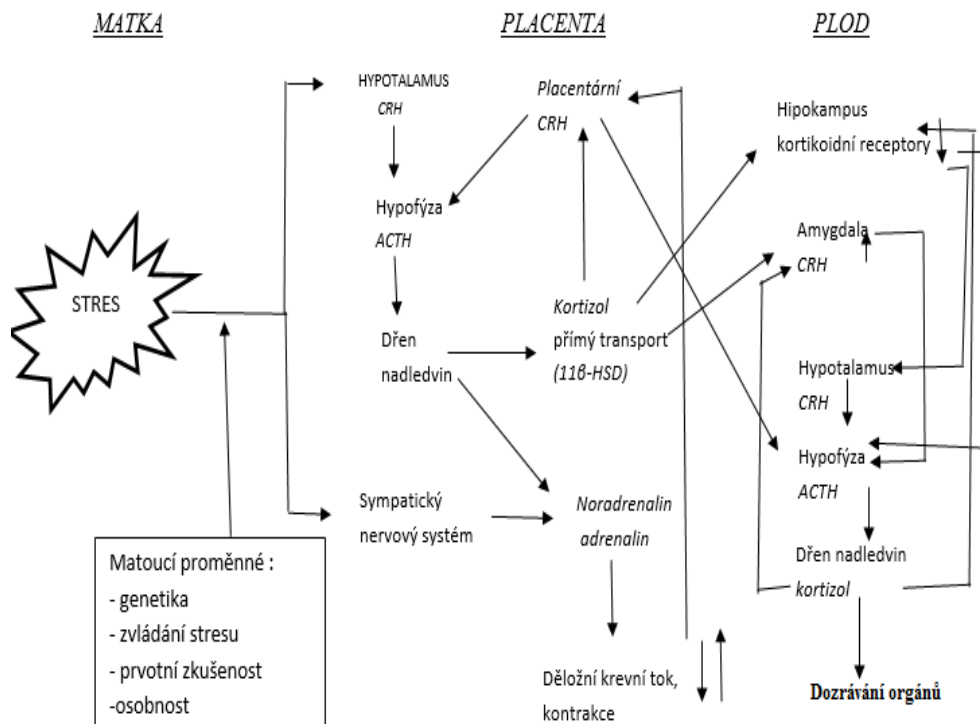 MATKA
PLACENTA
PLOD
HYPOTALAMUS
CRH
Hypofýza
ACTH
Dřen
nadledvin
Sympatický
nervový systém
STRES
Matoucí proměnné :
- genetika
- zvládání stresu
- prvotní zkušenost
-osobnost
Placentární
CRH
Kortizol
přímý transport
(11β-HSD)
Noradrenalin
adrenalin
Děložní krevní tok,
kontrakce
Hipokampus
kortikoidní receptory
Amygdala
CRH
Hypotalamus
CRH
Hypofýza
ACTH
Dřen nadledvin
kortizol
Dozrávání orgánů